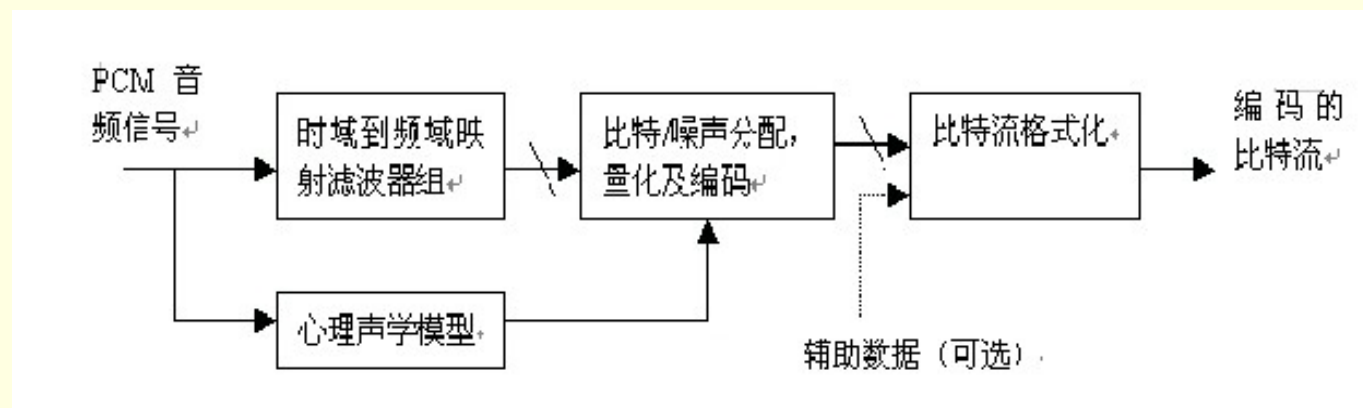 PCM 音
频信号
时域到频域映
射滤波器组
比特/噪声分配，
量化及编码
比特流格式化
编 码 的
比特流
心理声学模型
辅助数据（可选）